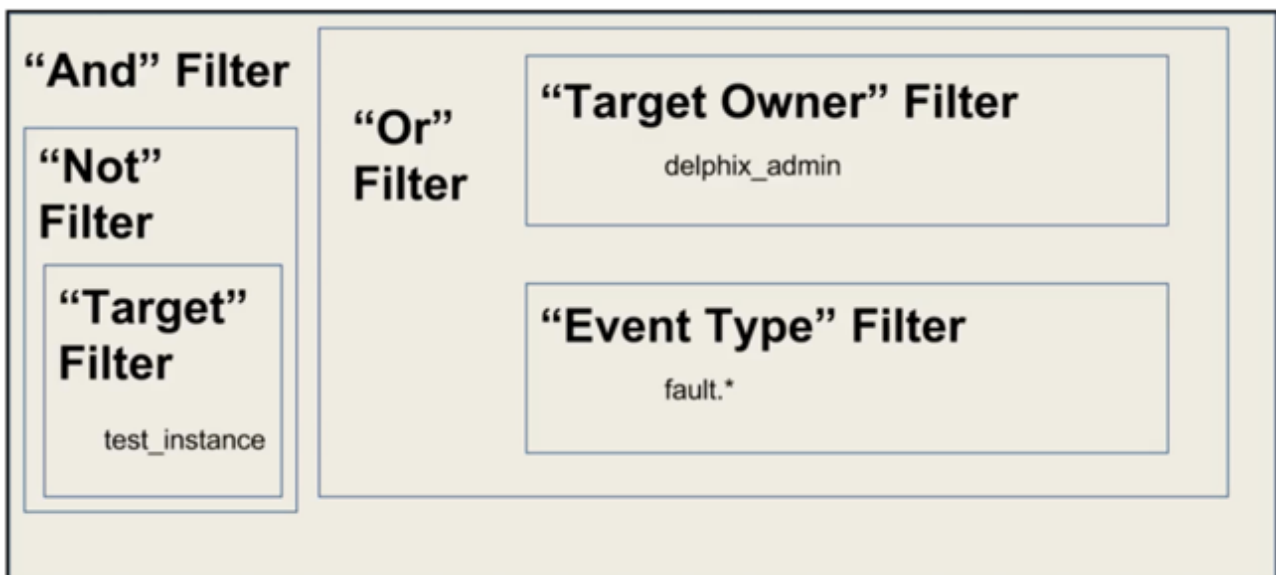 “And” Filter
“Not”
Filter
“Target”
Filter
test_instance
“Or”
Filter
“Target Owner” Filter
delphix_admin
“Event Type” Filter
fault.*